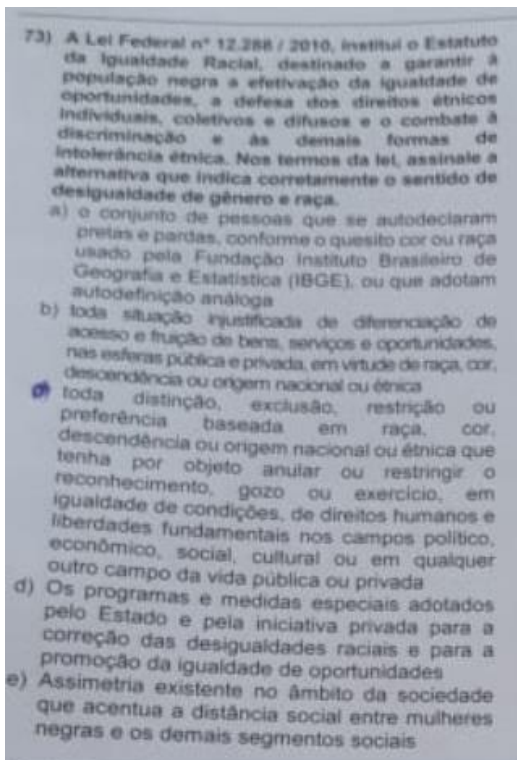 73) A Lei Federal nº 12.288 / 2010, institui o Estatuto
da Igualdade Racial, destinado a garantir à
população negra a efetivação da igualdade de
oportunidades, a defesa dos direitos étnicos
individuais, coletivos e difusos e o combate à
discriminação e às demais formas de
intolerância étnica. Nos termos da lei, assinale a
alternativa que indica corretamente o sentido de
desigualdade de gênero e raça.
a) o conjunto de pessoas que se autodeclaram
pretas e pardas, conforme o quesito cor ou raça
usado pela Fundação Instituto Brasileiro de
Geografia e Estatística (IBGE), ou que adotam
autodefinição análoga
b) toda situação injustificada de diferenciação de
acesso e fruição de bens, serviços e oportunidades,
nas esferas pública e privada, em virtude de raça, cor,
descendência ou origem nacional ou étnica
toda distinção, exclusão, restrição ou
preferência baseada em raça, cor,
descendência ou origem nacional ou étnica que
tenha por objeto anular ou restringir o
reconhecimento, gozo ou exercício, em
igualdade de condições, de direitos humanos e
liberdades fundamentais nos campos político,
econômico, social, cultural ou em qualquer
outro campo da vida pública ou privada
d) Os programas e medidas especiais adotados
pelo Estado e pela iniciativa privada para a
correção das desigualdades raciais e para a
promoção da igualdade de oportunidades
e) Assimetria existente no âmbito da sociedade
que acentua a distância social entre mulheres
negras e os demais segmentos sociais